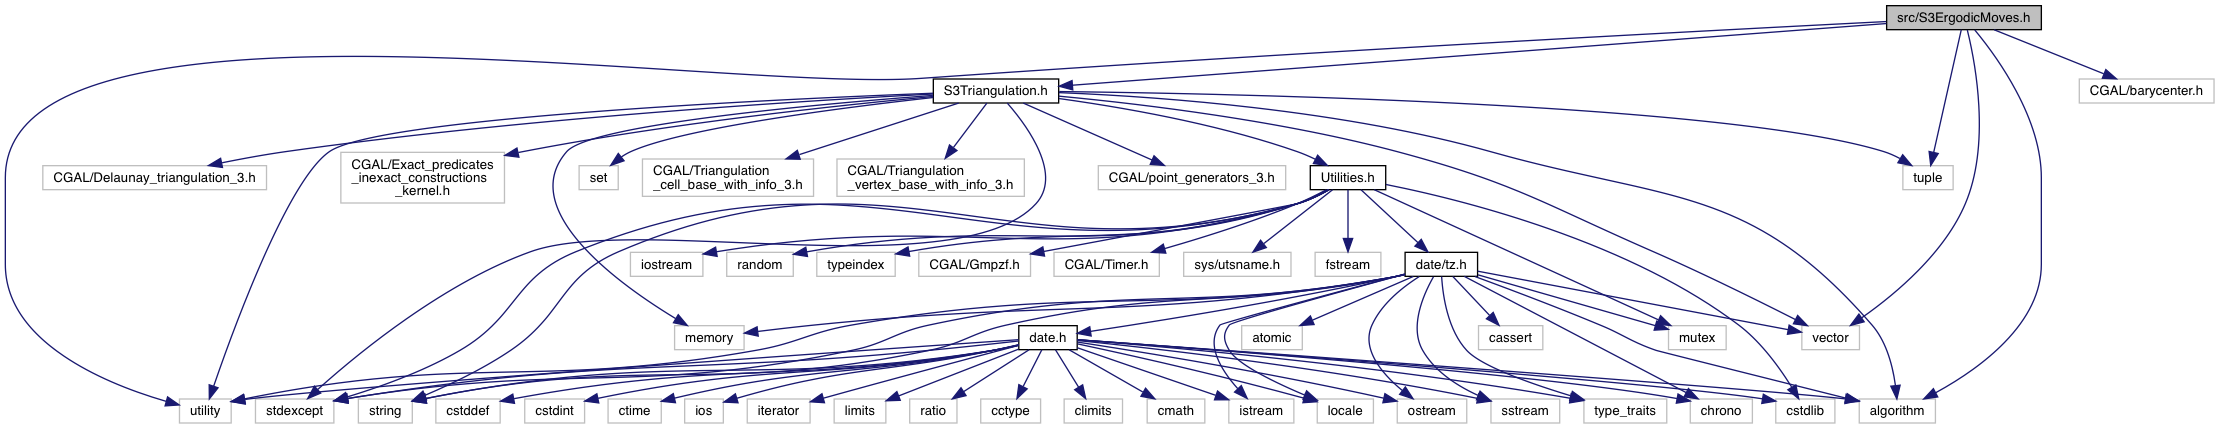 src/S3ErgodicMoves.h
S3Triangulation.h
CGAL/barycenter.h
CGAL/Delaunay_triangulation_3.h
CGAL/Exact_predicates
_inexact_constructions
_kernel.h
set
CGAL/Triangulation
_cell_base_with_info_3.h
CGAL/Triangulation
_vertex_base_with_info_3.h
CGAL/point_generators_3.h
Utilities.h
tuple
iostream
random
typeindex
CGAL/Gmpzf.h
CGAL/Timer.h
sys/utsname.h
fstream
date/tz.h
memory
date.h
atomic
cassert
mutex
vector
utility
stdexcept
string
cstddef
cstdint
ctime
ios
iterator
limits
ratio
cctype
climits
cmath
istream
locale
ostream
sstream
type_traits
chrono
cstdlib
algorithm